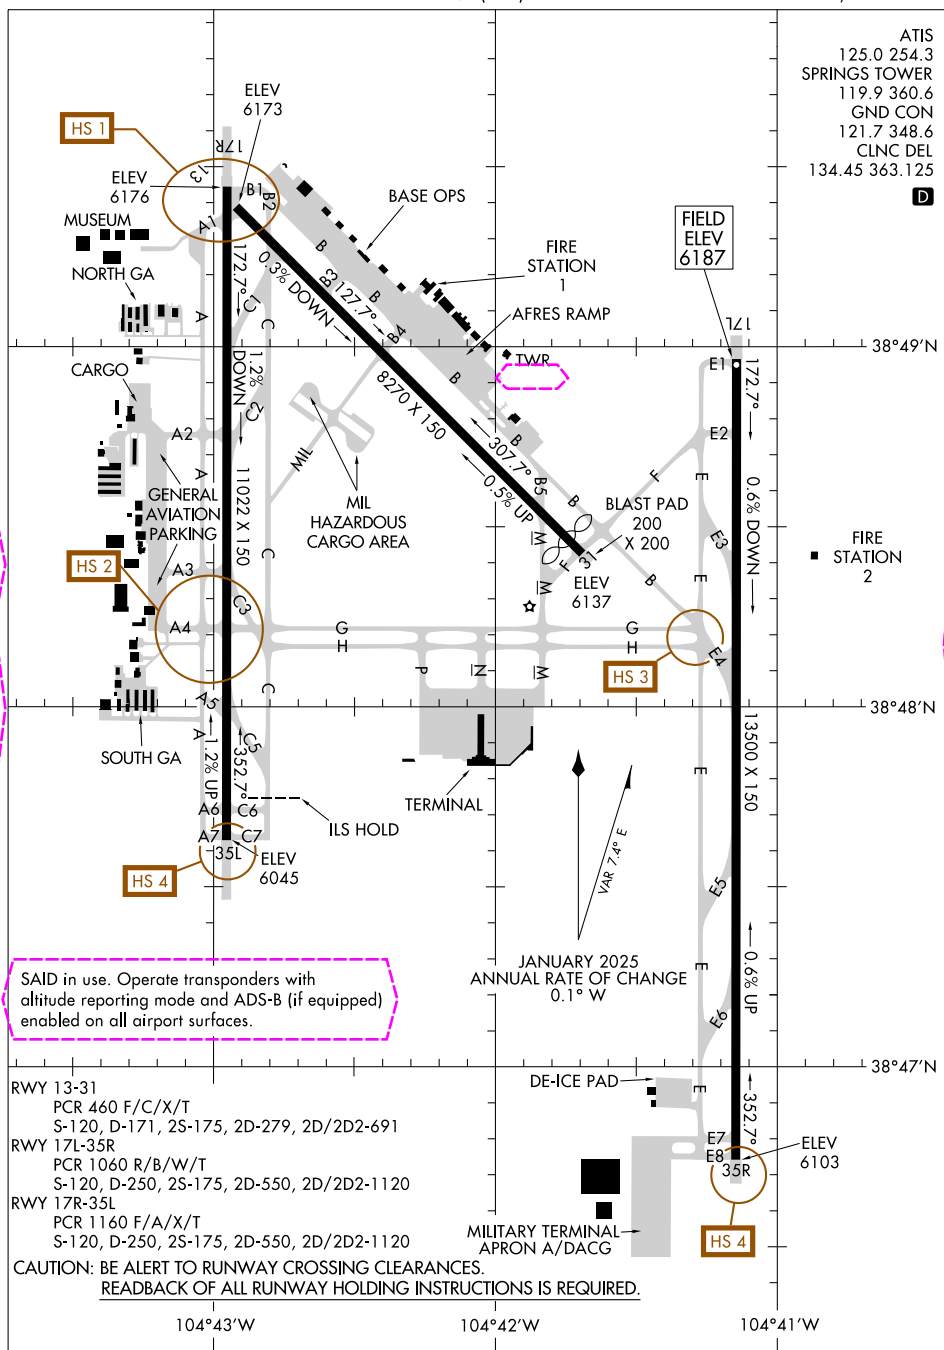 ATIS
125.0 254.3
SPRINGS TOWER
119.9 360.6
GND CON
121.7 348.6
CLNC DEL
134.45 363.125
D
HS 1
ELEV
6173
17R
13
ELEV
6176
B1
B2
A1
MUSEUM
BASE OPS
B
FIRE
STATION
1
FIELD
ELEV
6187
NORTH GA
172.7°
0.3% DOWN
B3
127.7°
B
B4
AFRES RAMP
17L
A
C1
C
38°49'N
TWR
E1
172.7°
CARGO
1.2%
DOWN
C2
8270 X 150
B
A2
MIL
307.7°
B
E2
F
E
A
GENERAL
AVIATION
PARKING
11022 X 150
MIL
HAZARDOUS
CARGO AREA
0.5% UP
B5
B
BLAST PAD
200
X 200
0.6% DOWN
E3
FIRE
STATION
2
HS 2
A3
C
M
F
31
ELEV
6137
M
B
E
C3
A4
G
H
G
H
HS 3
E4
P
N
M
C
A5
38°48'N
A
1.2% UP
352.7°
C5
SOUTH GA
TERMINAL
E
13500 X 150
A6
C6
ILS HOLD
A7
C7
35L
ELEV
6045
HS 4
VAR 7.4° E
E5
JANUARY 2025
ANNUAL RATE OF CHANGE
0.1° W
E
0.6% UP
E6
SAID in use. Operate transponders with
altitude reporting mode and ADS-B (if equipped)
enabled on all airport surfaces.
38°47'N
RWY 13-31
PCR 460 F/C/X/T
S-120, D-171, 2S-175, 2D-279, 2D/2D2-691
RWY 17L-35R
PCR 1060 R/B/W/T
S-120, D-250, 2S-175, 2D-550, 2D/2D2-1120
RWY 17R-35L
PCR 1160 F/A/X/T
S-120, D-250, 2S-175, 2D-550, 2D/2D2-1120
DE-ICE PAD
E
352.7°
E7
E8
35R
ELEV
6103
HS 4
MILITARY TERMINAL
APRON A/DACG
CAUTION: BE ALERT TO RUNWAY CROSSING CLEARANCES.
READBACK OF ALL RUNWAY HOLDING INSTRUCTIONS IS REQUIRED.
104°43'W
104°42'W
104°41'W